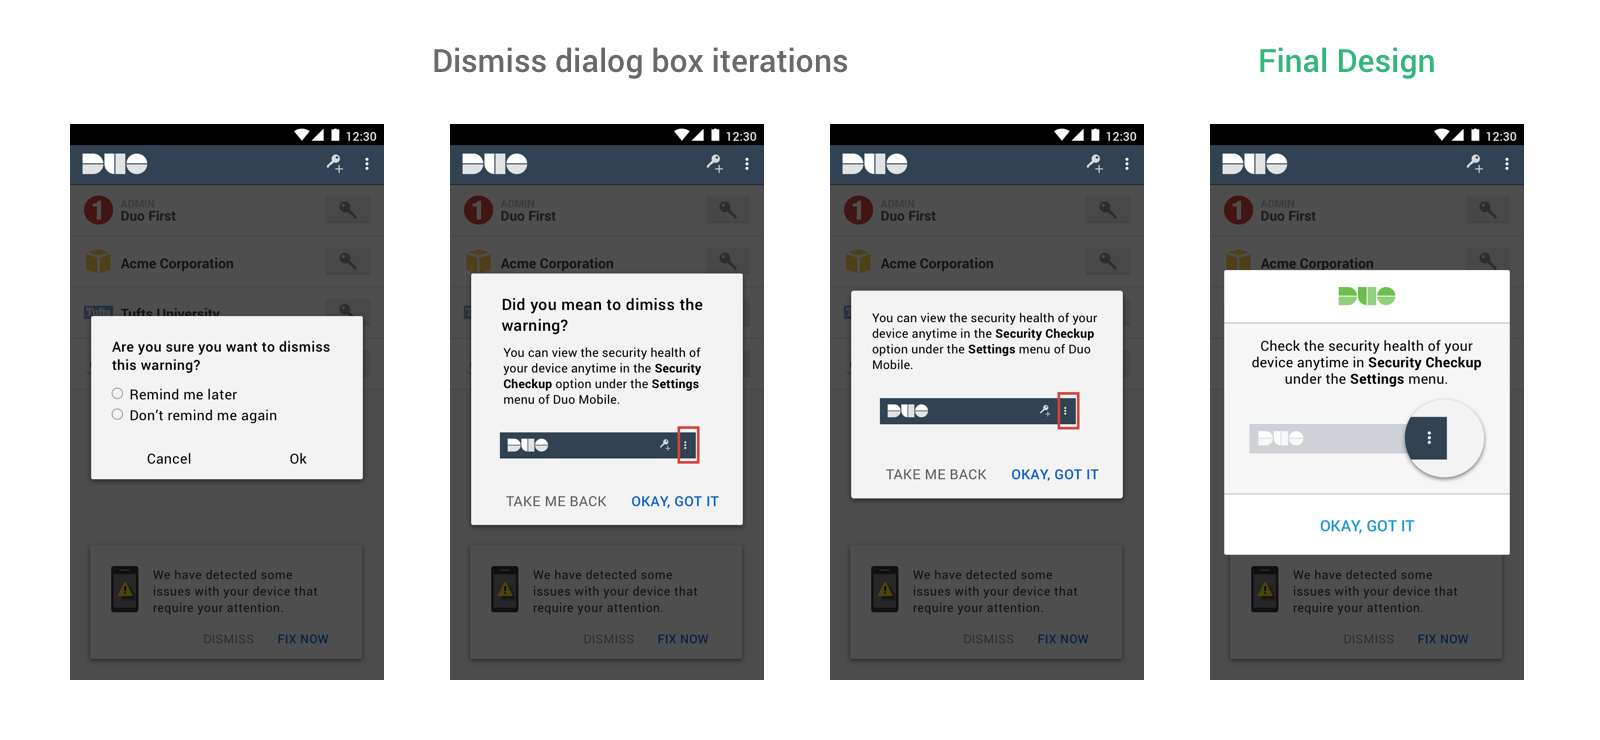 Dismiss dialog box iterations
Final Design
12:30
DUO
1
ADMIN
Duo First
Acme Corporation
Tufts University
Are you sure you want to dismiss
this warning?
Remind me later
Don't remind me again
Cancel
Ok
We have detected some
issues with your device that
require your attention.
DISMISS
FIX NOW
12:30
DUO
1
ADMIN
Duo First
Acme Corporation
Did you mean to dimiss the
warning?
You can view the security health of
your device anytime in the Security
Checkup option under the Settings
menu of Duo Mobile.
DUO
TAKE ME BACK
OKAY, GOT IT
We have detected some
issues with your device that
require your attention.
DISMISS
FIX NOW
12:30
DUO
1
ADMIN
Duo First
Acme Corporation
You can view the security health of your
device anytime in the Security Checkup
option under the Settings menu of Duo
Mobile.
DUO
TAKE ME BACK
OKAY, GOT IT
We have detected some
issues with your device that
require your attention.
DISMISS
FIX NOW
12:30
DUO
1
ADMIN
Duo First
Acme Corporation
DUO
Check the security health of your
device anytime in Security Checkup
under the Settings menu.
DUO
OKAY, GOT IT
We have detected some
issues with your device that
require your attention.
DISMISS
FIX NOW